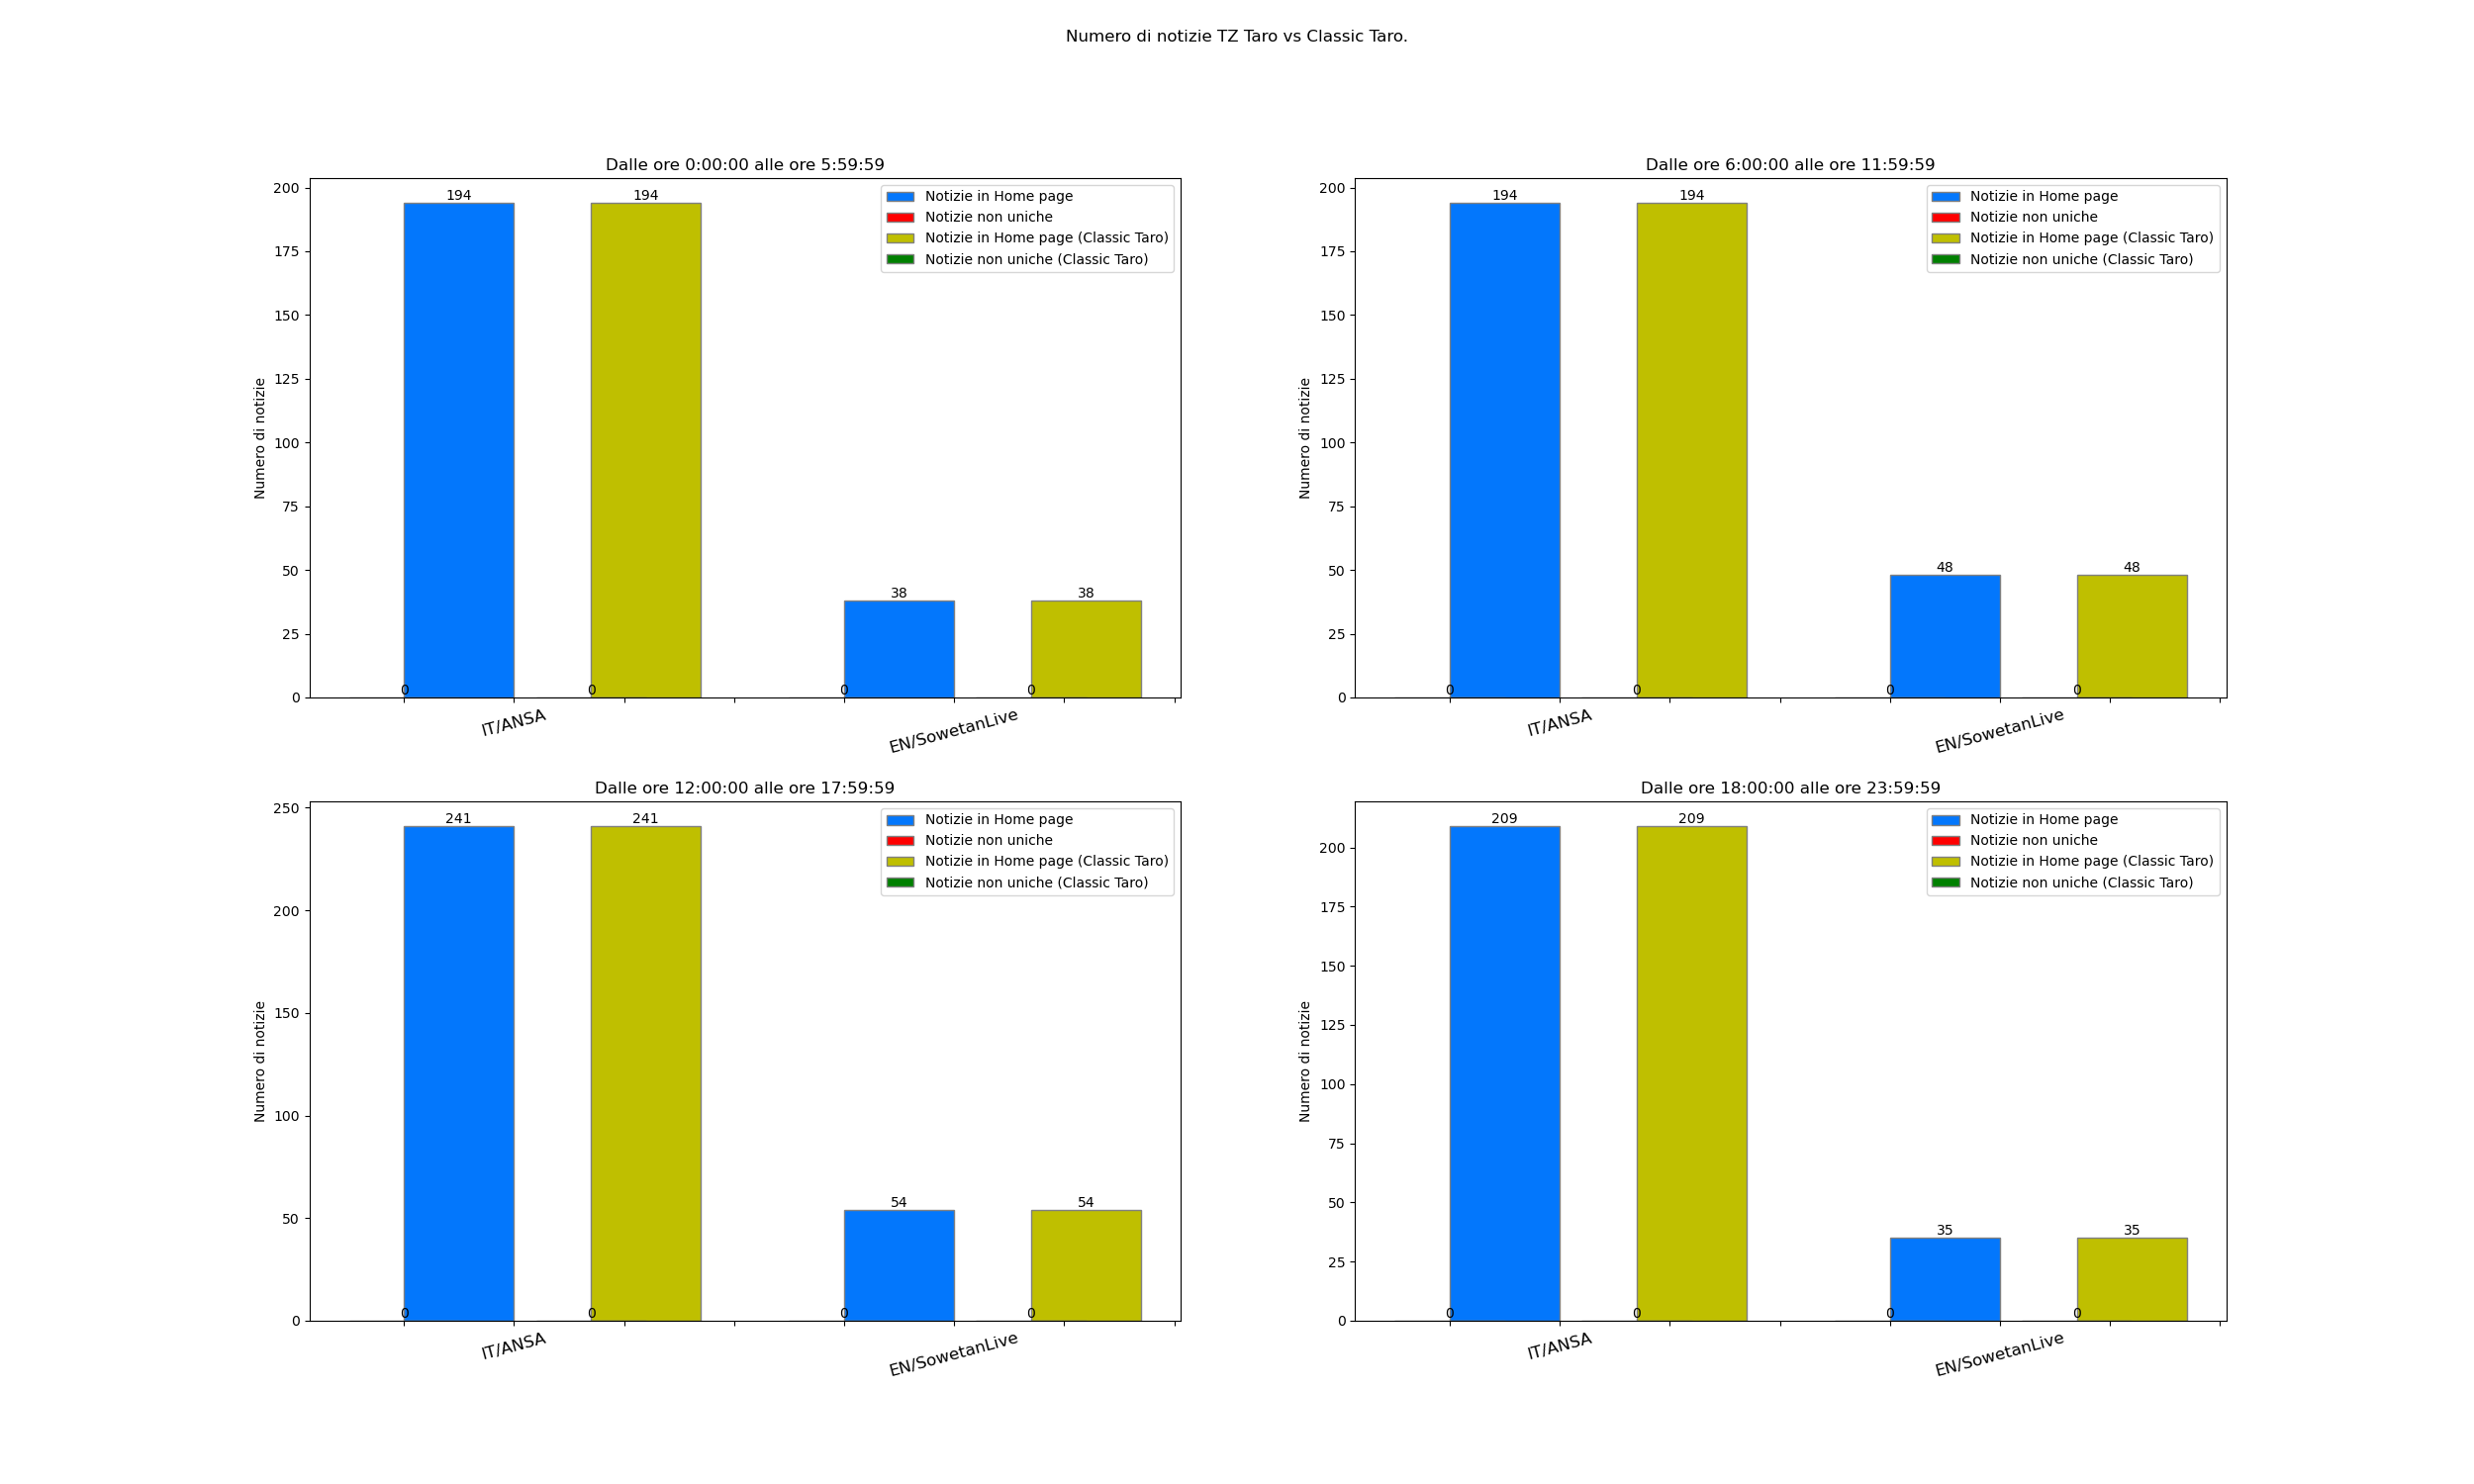 Numero di notizie TZ Taro vs Classic Taro.
Dalle ore 0:00:00 alle ore 5:59:59
Numero di notizie
200
175
150
125
100
75
50
25
0
194
194
38
38
0
0
0
0
Notizie in Home page
Notizie non uniche
Notizie in Home page (Classic Taro)
Notizie non uniche (Classic Taro)
IT/ANSA
EN/SowetanLive
Dalle ore 6:00:00 alle ore 11:59:59
Numero di notizie
200
175
150
125
100
75
50
25
0
194
194
48
48
0
0
0
0
Notizie in Home page
Notizie non uniche
Notizie in Home page (Classic Taro)
Notizie non uniche (Classic Taro)
IT/ANSA
EN/SowetanLive
Dalle ore 12:00:00 alle ore 17:59:59
Numero di notizie
250
200
150
100
50
0
241
241
54
54
0
0
0
0
Notizie in Home page
Notizie non uniche
Notizie in Home page (Classic Taro)
Notizie non uniche (Classic Taro)
IT/ANSA
EN/SowetanLive
Dalle ore 18:00:00 alle ore 23:59:59
Numero di notizie
200
175
150
125
100
75
50
25
0
209
209
35
35
0
0
0
0
Notizie in Home page
Notizie non uniche
Notizie in Home page (Classic Taro)
Notizie non uniche (Classic Taro)
IT/ANSA
EN/SowetanLive